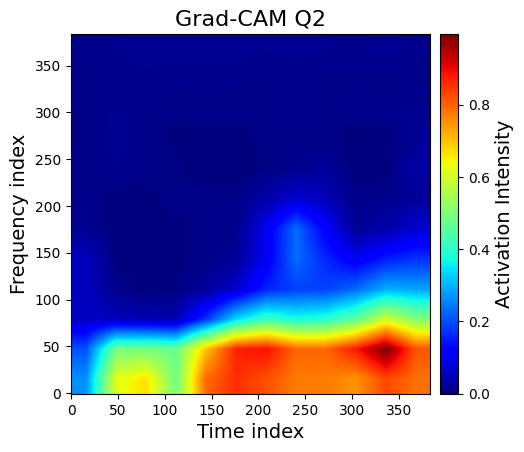 Grad-CAM Q2
Frequency index
350
300
250
200
150
100
50
0
0 50 100 150 200 250 300 350
Time index
0.8
0.6
0.4
0.2
0.0
Activation Intensity